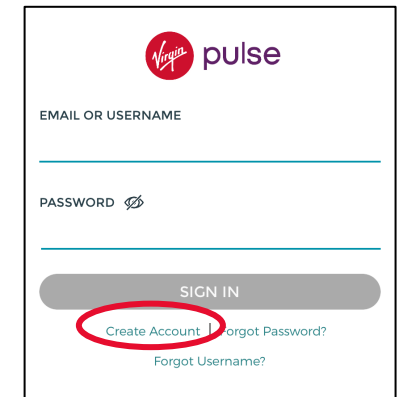 Virgin pulse
EMAIL OR USERNAME
PASSWORD
SIGN IN
Create Account | Forgot Password?
Forgot Username?